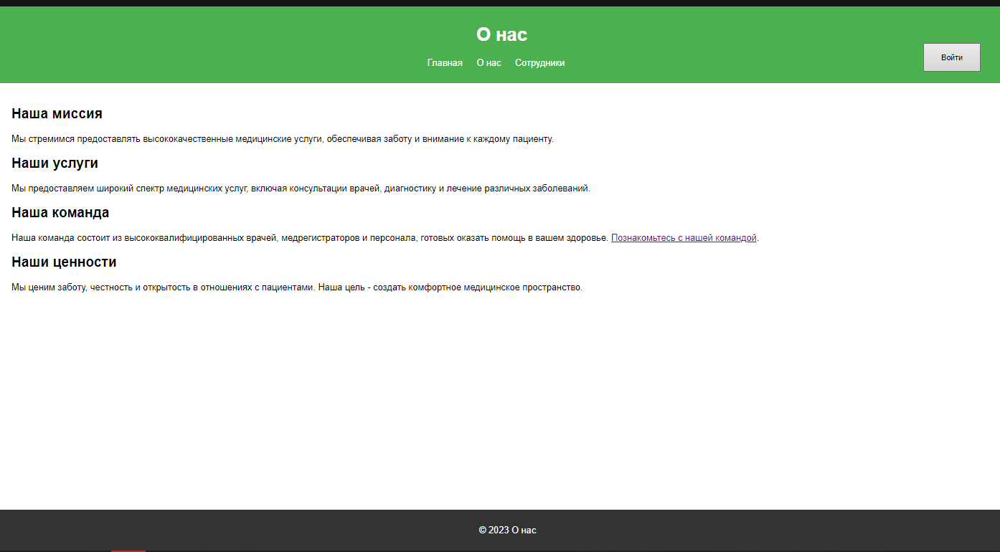 О нас
Главная О нас Сотрудники
Войти
Наша миссия
Мы стремимся предоставлять высококачественные медицинские услуги, обеспечивая заботу и внимание к каждому пациенту.
Наши услуги
Мы предоставляем широкий спектр медицинских услуг, включая консультации врачей, диагностику и лечение различных заболеваний.
Наша команда
Наша команда состоит из высококвалифицированных врачей, медрегистраторов и персонала, готовых оказать помощь в вашем здоровье. Познакомьтесь с нашей командой.
Наши ценности
Мы ценим заботу, честность и открытость в отношениях с пациентами. Наша цель - создать комфортное медицинское пространство.
© 2023 О нас